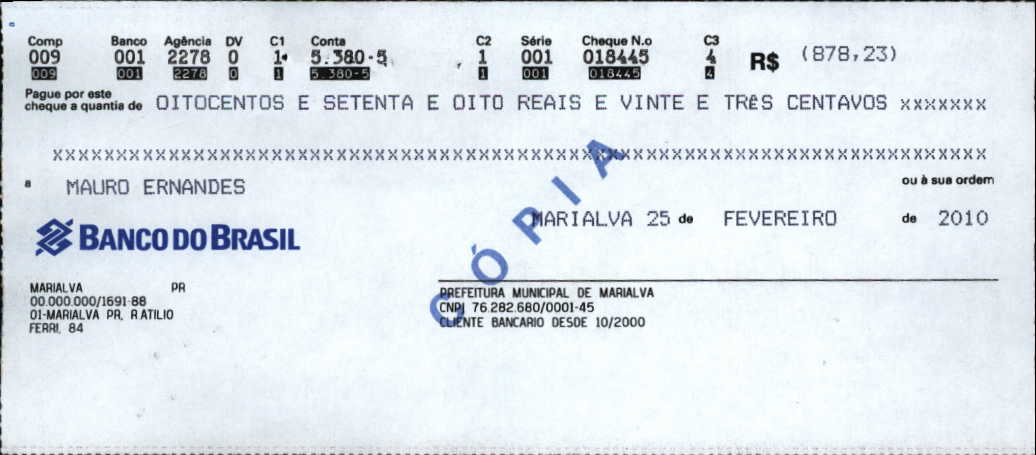 Comp Banco Agência DV C1 Conta C2 Série Cheque N.o C3
009 001 2278 0 1 5.380-5 1 001 018445 4 R$ (878,23)
009 001 2278 0 1 5.380-5 1 001 018445 4
Pague por este
cheque a quantia de OITOCENTOS E SETENTA E OITO REAIS E VINTE E TRÊS CENTAVOS xxxxxxx
xxxxxxxxxxxxxxxxxxxxxxxxxxxxxxxxxxxxxxxxxxxxxxxxxxxxxxxxxxxxxxxxxxxxxxxx
a MAURO ERNANDES ou à sua ordem
MARIALVA 25 de FEVEREIRO de 2010
BANCO DO BRASIL
CÓPIA
MARIALVA PR
00.000.000/1691-88
01-MARIALVA PR, R ATILIO
FERRI, 84
PREFEITURA MUNICIPAL DE MARIALVA
CNPJ 76.282.680/0001-45
CLIENTE BANCARIO DESDE 10/2000